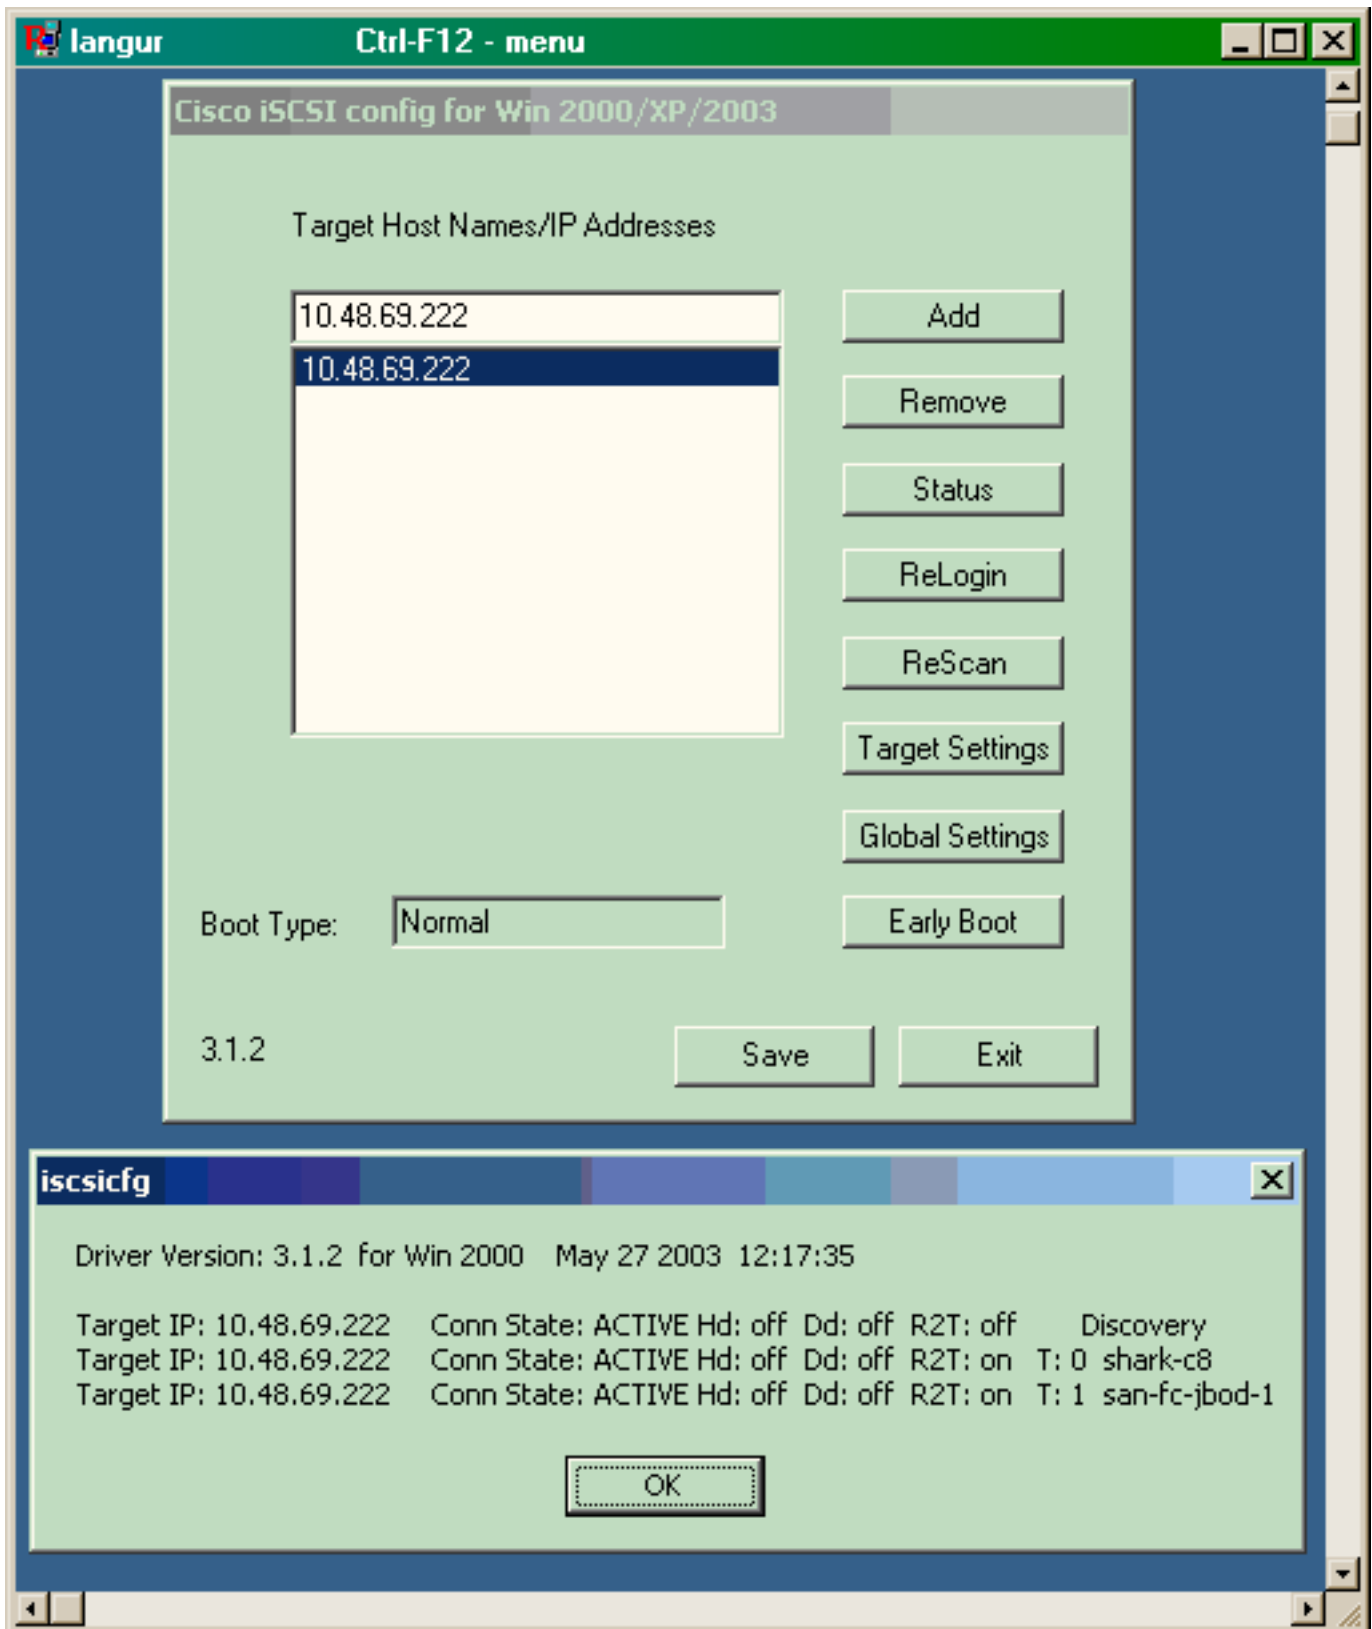 langur Ctrl-F12 - menu
Cisco iSCSI config for Win 2000/XP/2003
Target Host Names/IP Addresses
10.48.69.222
10.48.69.222
Add
Remove
Status
ReLogin
ReScan
Target Settings
Global Settings
Boot Type: Normal
Early Boot
3.1.2
Save
Exit
iscsicfg
Driver Version: 3.1.2 for Win 2000 May 27 2003 12:17:35
Target IP: 10.48.69.222 Conn State: ACTIVE Hd: off Dd: off R2T: off Discovery
Target IP: 10.48.69.222 Conn State: ACTIVE Hd: off Dd: off R2T: on T: 0 shark-c8
Target IP: 10.48.69.222 Conn State: ACTIVE Hd: off Dd: off R2T: on T: 1 san-fc-jbod-1
OK